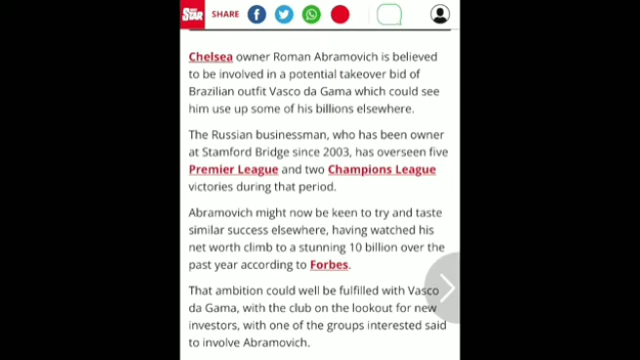 STAR SHARE
Chelsea owner Roman Abramovich is believed
to be involved in a potential takeover bid of
Brazilian outfit Vasco da Gama which could see
him use up some of his billions elsewhere.
The Russian businessman, who has been owner
at Stamford Bridge since 2003, has overseen five
Premier League and two Champions League
victories during that period.
Abramovich might now be keen to try and taste
similar success elsewhere, having watched his
net worth climb to a stunning 10 billion over the
past year according to Forbes.
That ambition could well be fulfilled with Vasco
da Gama, with the club on the lookout for new
investors, with one of the groups interested said
to involve Abramovich.